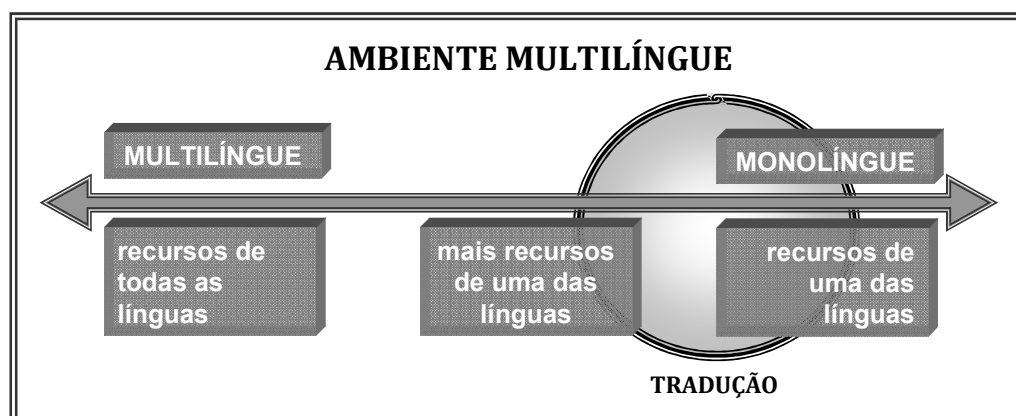 AMBIENTE MULTILÍNGUE
MULTILÍNGUE
MONOLÍNGUE
recursos de
todas as
línguas
mais recursos
de uma das
línguas
recursos de
uma das
línguas
TRADUÇÃO